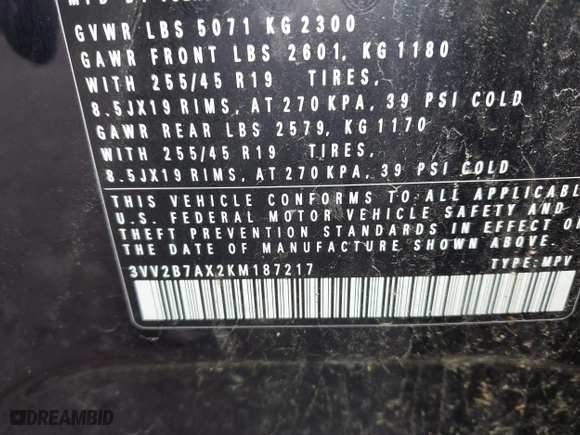 MFD BY
GVWR LBS 5071 KG 2300
GAWR FRONT LBS 2601, KG 1180
WITH 255/45 R19 TIRES,
8.5JX19 RIMS, AT 270 KPA, 39 PSI COLD
GAWR REAR LBS 2579, KG 1170
WITH 255/45 R19 TIRES,
8.5JX19 RIMS, AT 270 KPA, 39 PSI COLD
THIS VEHICLE CONFORMS TO ALL APPLICABL
U.S. FEDERAL MOTOR VEHICLE SAFETY AND
THEFT PREVENTION STANDARDS IN EFFECT O
THE DATE OF MANUFACTURE SHOWN ABOVE.
3VV2B7AX2KM187217 TYPE: MPV
DREAMBID